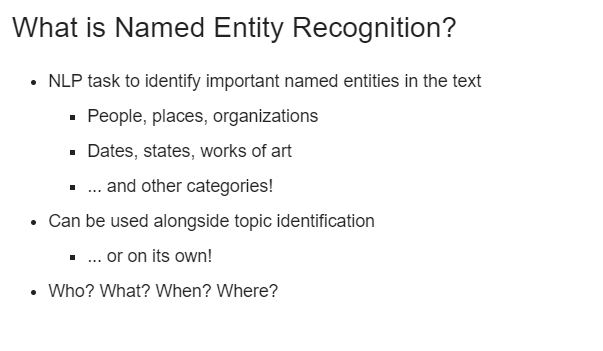 What is Named Entity Recognition?
• NLP task to identify important named entities in the text
▪ People, places, organizations
▪ Dates, states, works of art
▪ ... and other categories!
• Can be used alongside topic identification
▪ ... or on its own!
• Who? What? When? Where?